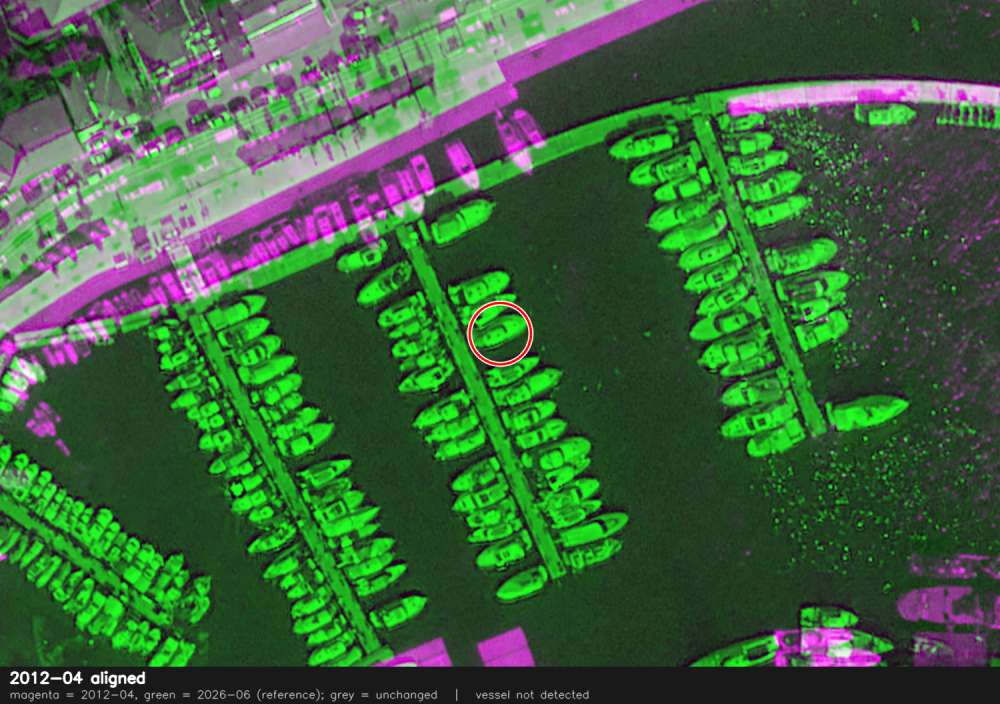 2012-04 aligned
magenta = 2012-04, green = 2026-06 (reference); grey = unchanged | vessel not detected